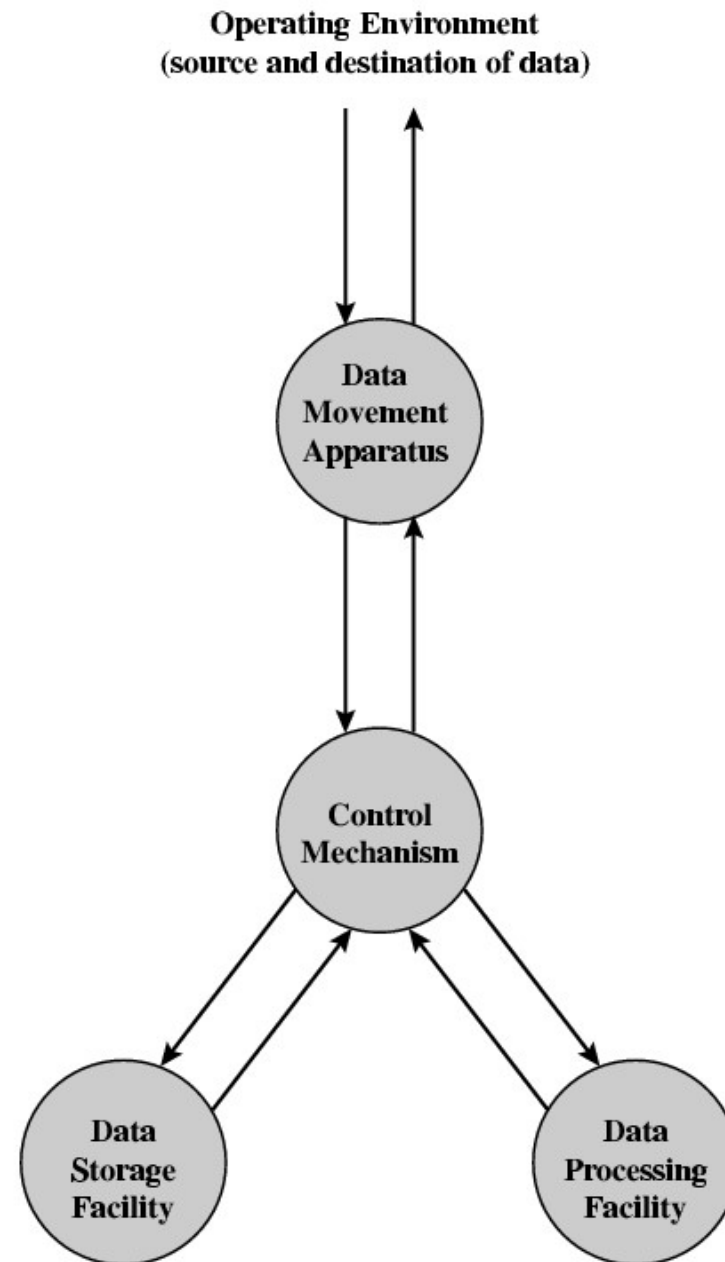 Operating Environment
(source and destination of data)
Data
Movement
Apparatus
Control
Mechanism
Data
Storage
Facility
Data
Processing
Facility